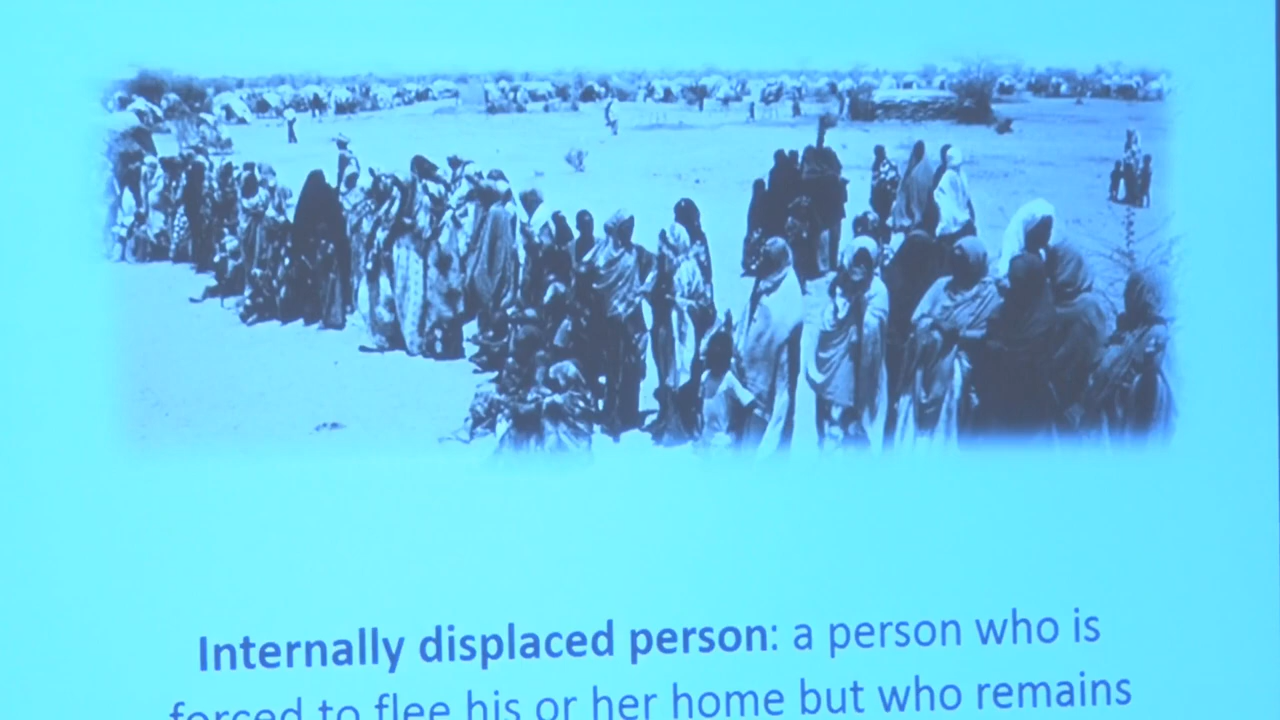 Internally displaced person: a person who is
forced to flee his or her home but who remains